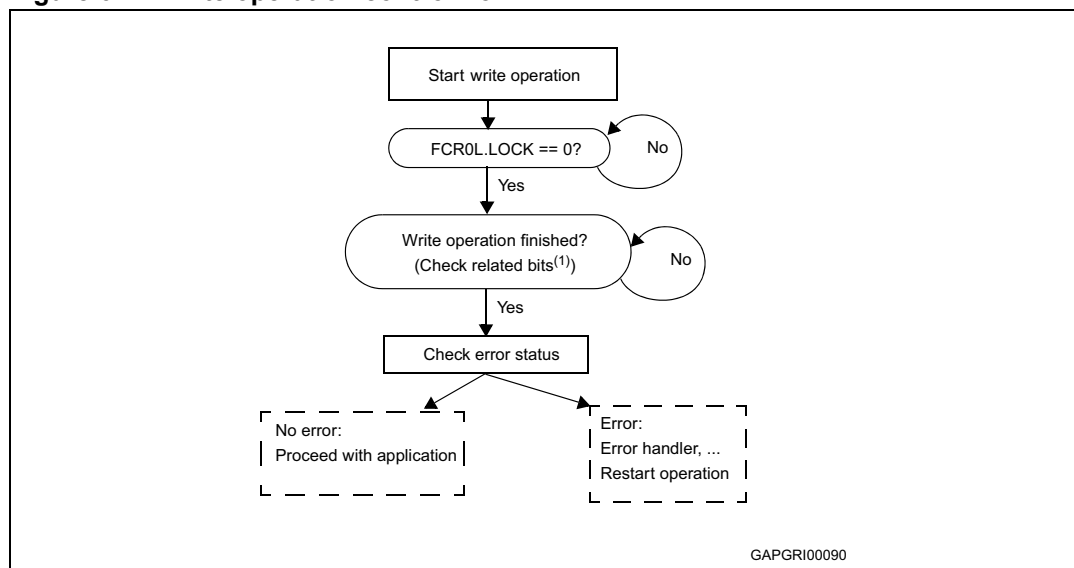 Start write operation
FCR0L.LOCK == 0?
No
Yes
Write operation finished?
(Check related bits(1))
No
Yes
Check error status
No error:
Proceed with application
Error:
Error handler, ...
Restart operation
GAPGRI00090